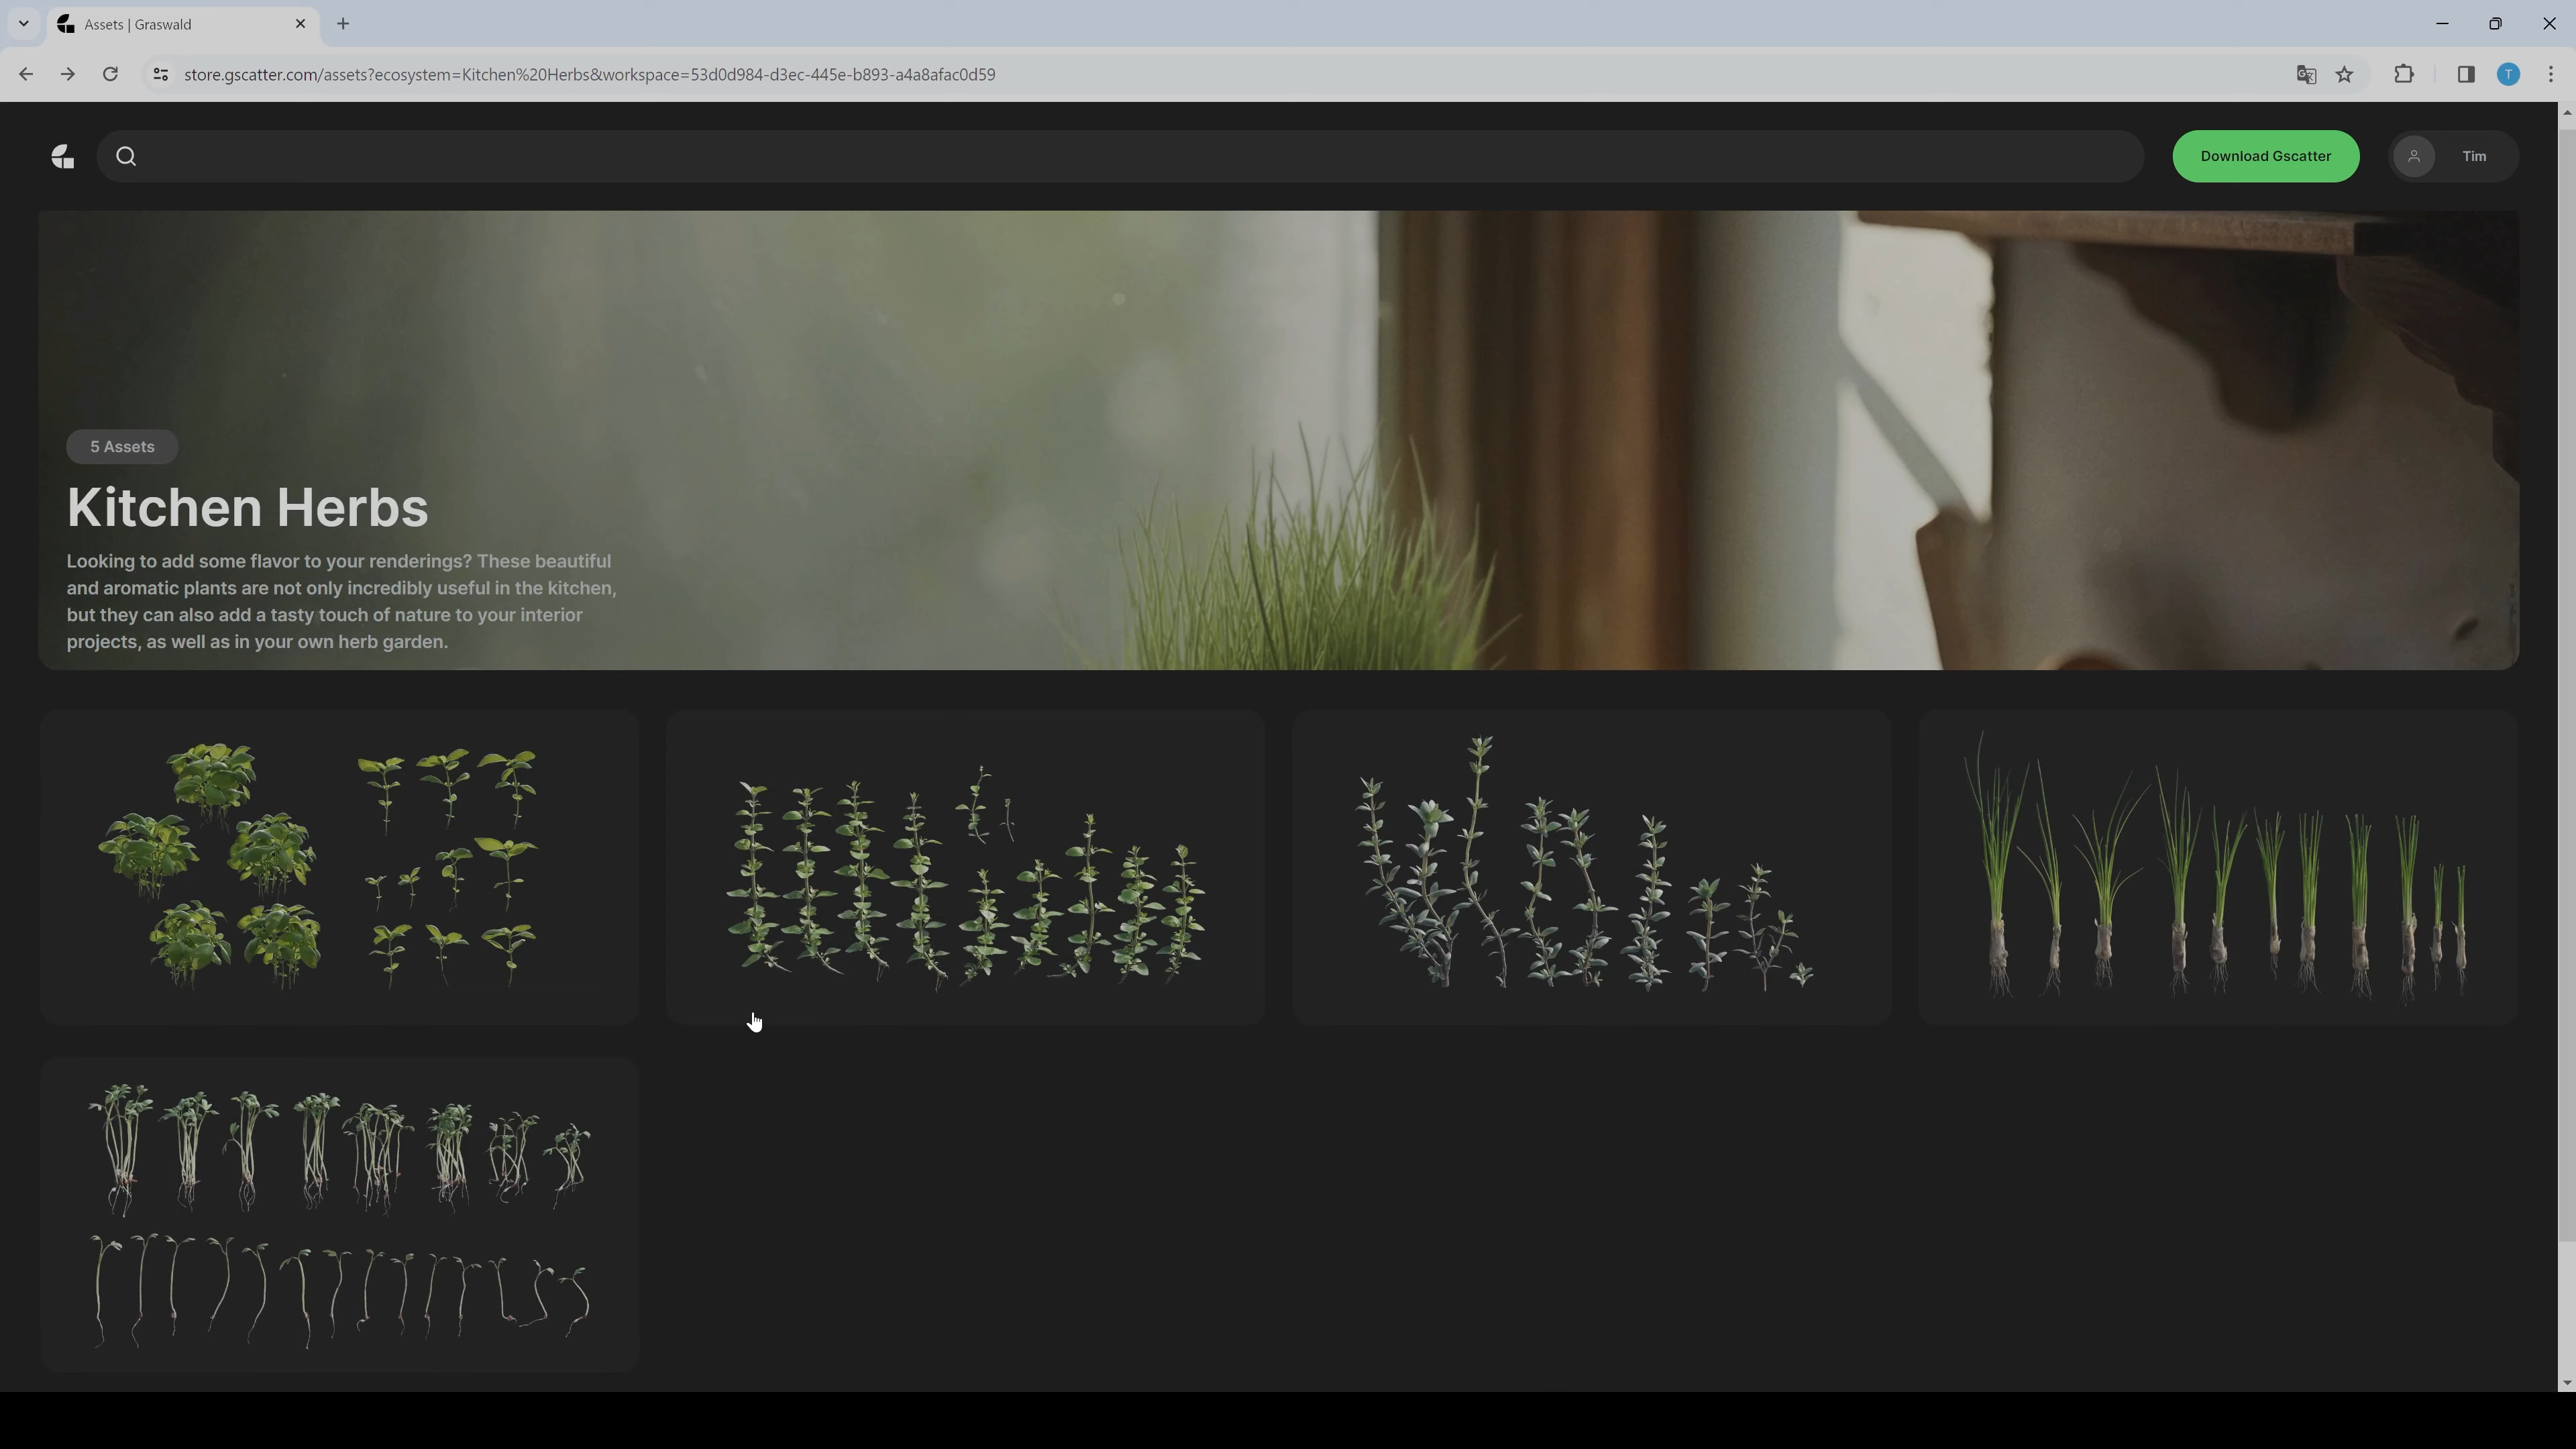 Assets | Graswald
store.gscatter.com/assets?ecosystem=Kitchen%20Herbs&workspace=53d0d984-d3ec-445e-b893-a4a8afac0d59
T
Download Gscatter
Tim
5 Assets
Kitchen Herbs
Looking to add some flavor to your renderings? These beautiful
and aromatic plants are not only incredibly useful in the kitchen,
but they can also add a tasty touch of nature to your interior
projects, as well as in your own herb garden.